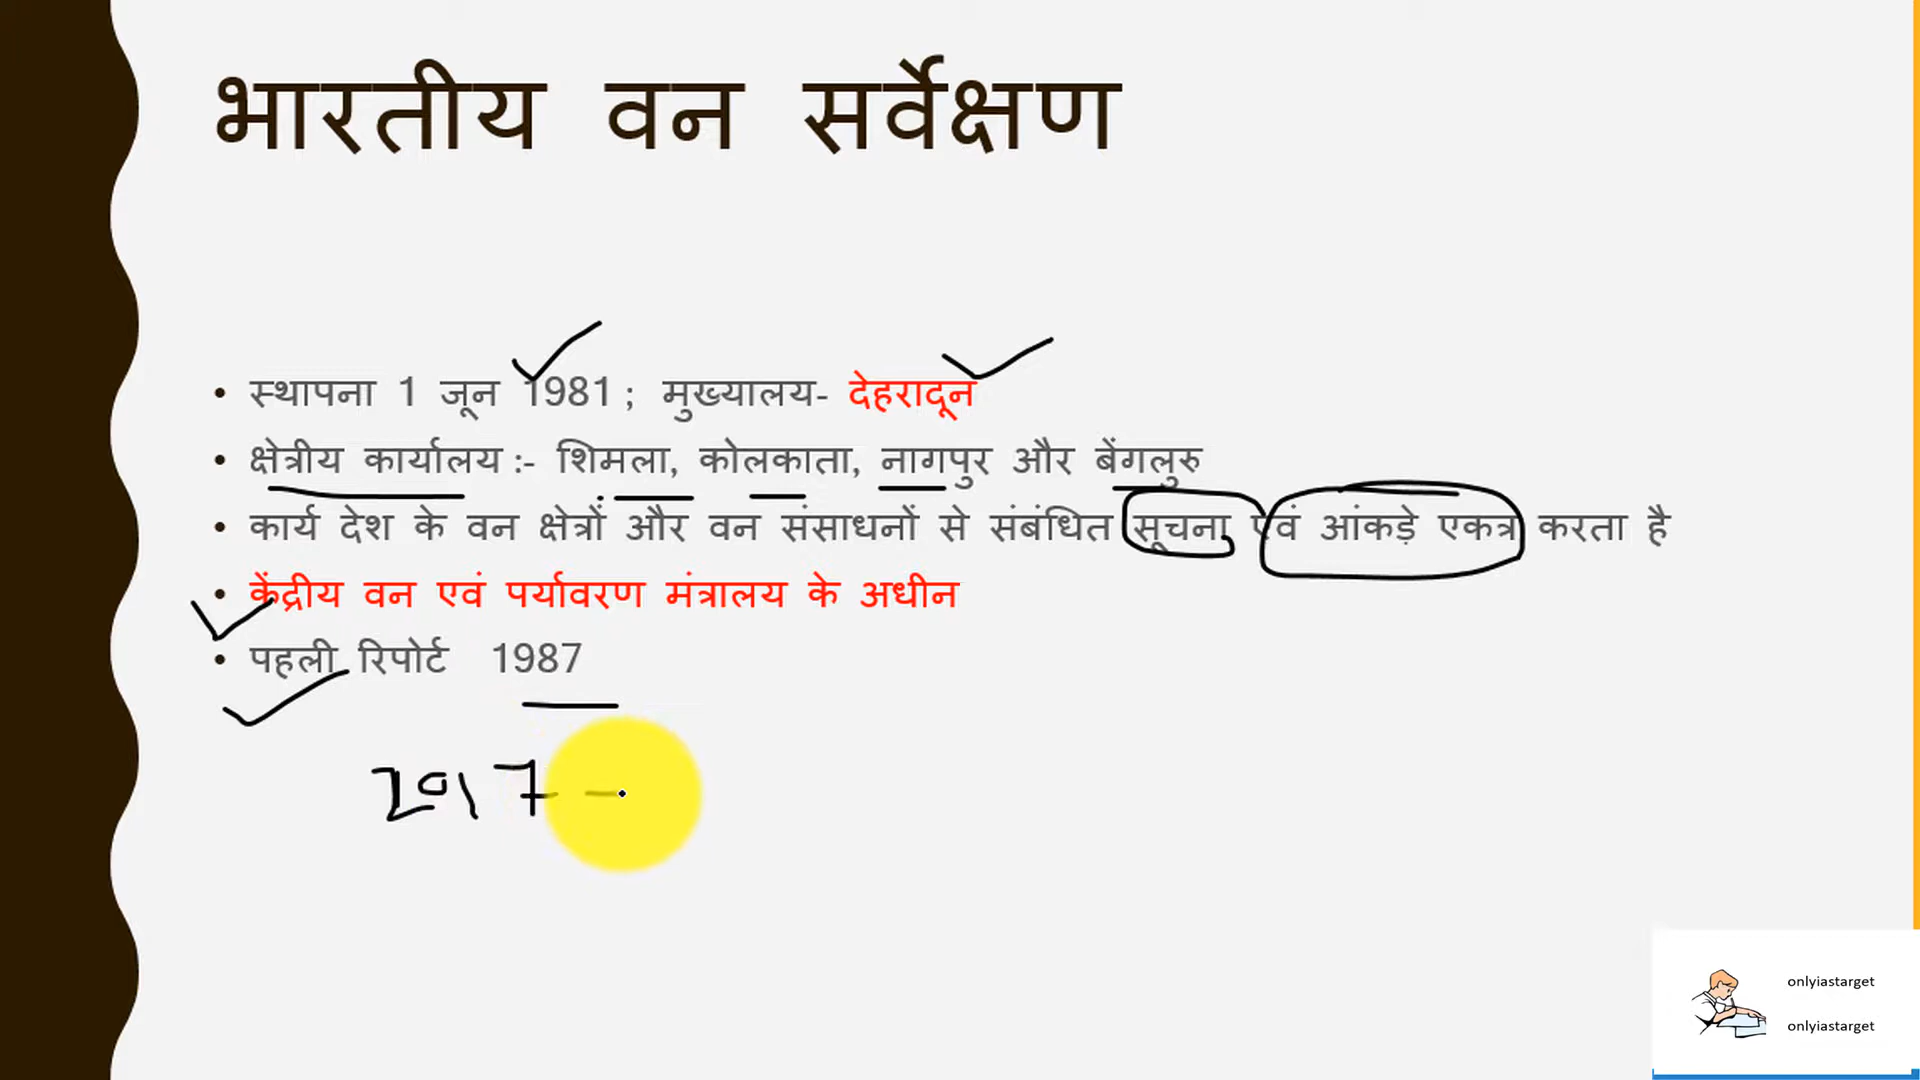 भारतीय वन सर्वेक्षण
• स्थापना 1 जून 1981 ; मुख्यालय- देहरादून
• क्षेत्रीय कार्यालय :- शिमला, कोलकाता, नागपुर और बेंगलुरु
• कार्य देश के वन क्षेत्रों और वन संसाधनों से संबंधित सूचना एवं आंकड़े एकत्र करता है
• केंद्रीय वन एवं पर्यावरण मंत्रालय के अधीन
• पहली रिपोर्ट 1987
2017 -
onlyiastarget
onlyiastarget